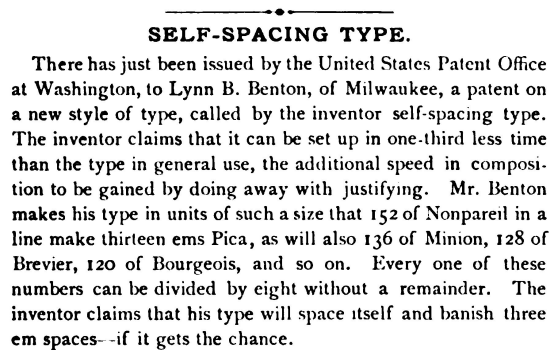 SELF-SPACING TYPE.
There has just been issued by the United States Patent Office
at Washington, to Lynn B. Benton, of Milwaukee, a patent on
a new style of type, called by the inventor self-spacing type.
The inventor claims that it can be set up in one-third less time
than the type in general use, the additional speed in composi-
tion to be gained by doing away with justifying. Mr. Benton
makes his type in units of such a size that 152 of Nonpareil in a
line make thirteen ems Pica, as will also 136 of Minion, 128 of
Brevier, 120 of Bourgeois, and so on. Every one of these
numbers can be divided by eight without a remainder. The
inventor claims that his type will space itself and banish three
em spaces--if it gets the chance.